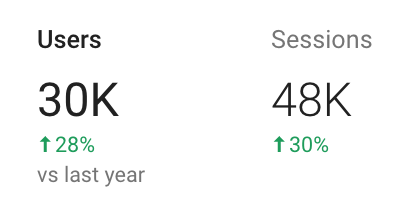 Users
30K
↑28%
vs last year
Sessions
48K
↑30%